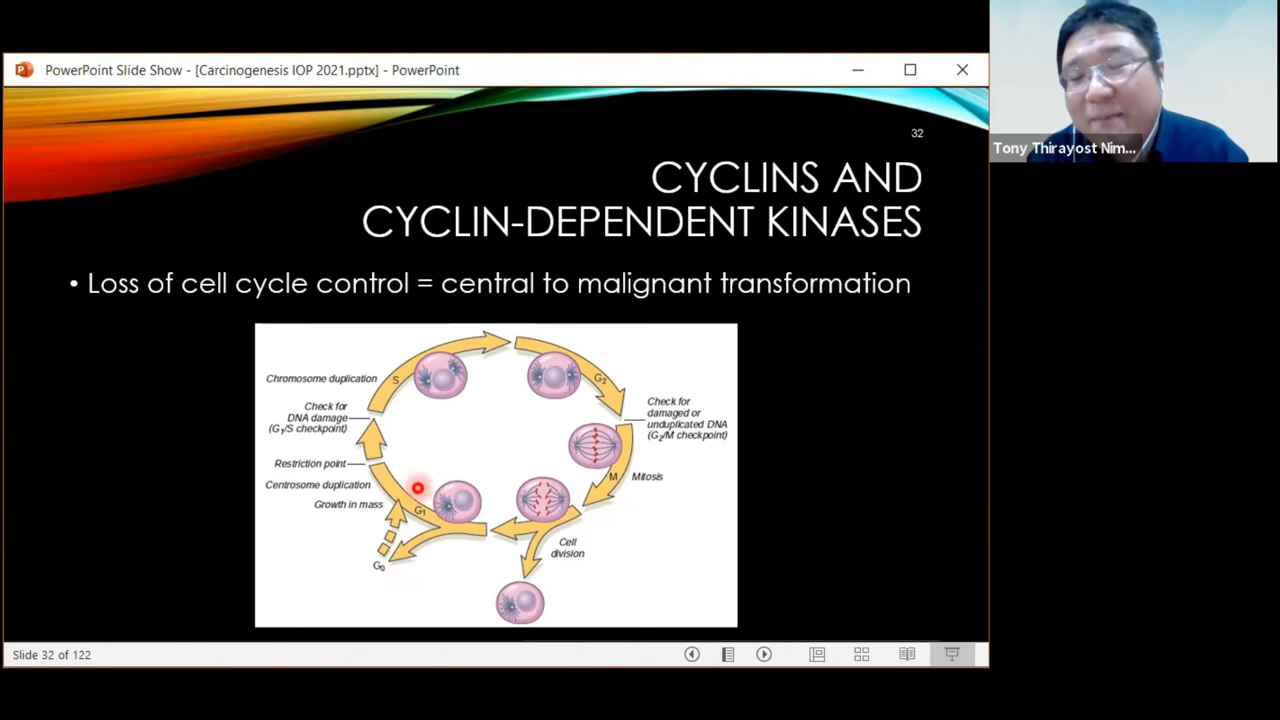 PowerPoint Slide Show - [Carcinogenesis IOP 2021.pptx] - PowerPoint
Tony Thirayost Nim...
32
CYCLINS AND
CYCLIN-DEPENDENT KINASES
• Loss of cell cycle control = central to malignant transformation
Chromosome duplication
S
G2
Check for
DNA damage
(G1/S checkpoint)
Check for
damaged or
unduplicated DNA
(G2/M checkpoint)
Restriction point
Centrosome duplication
Growth in mass
G1
M
Mitosis
G0
Cell
division
Slide 32 of 122